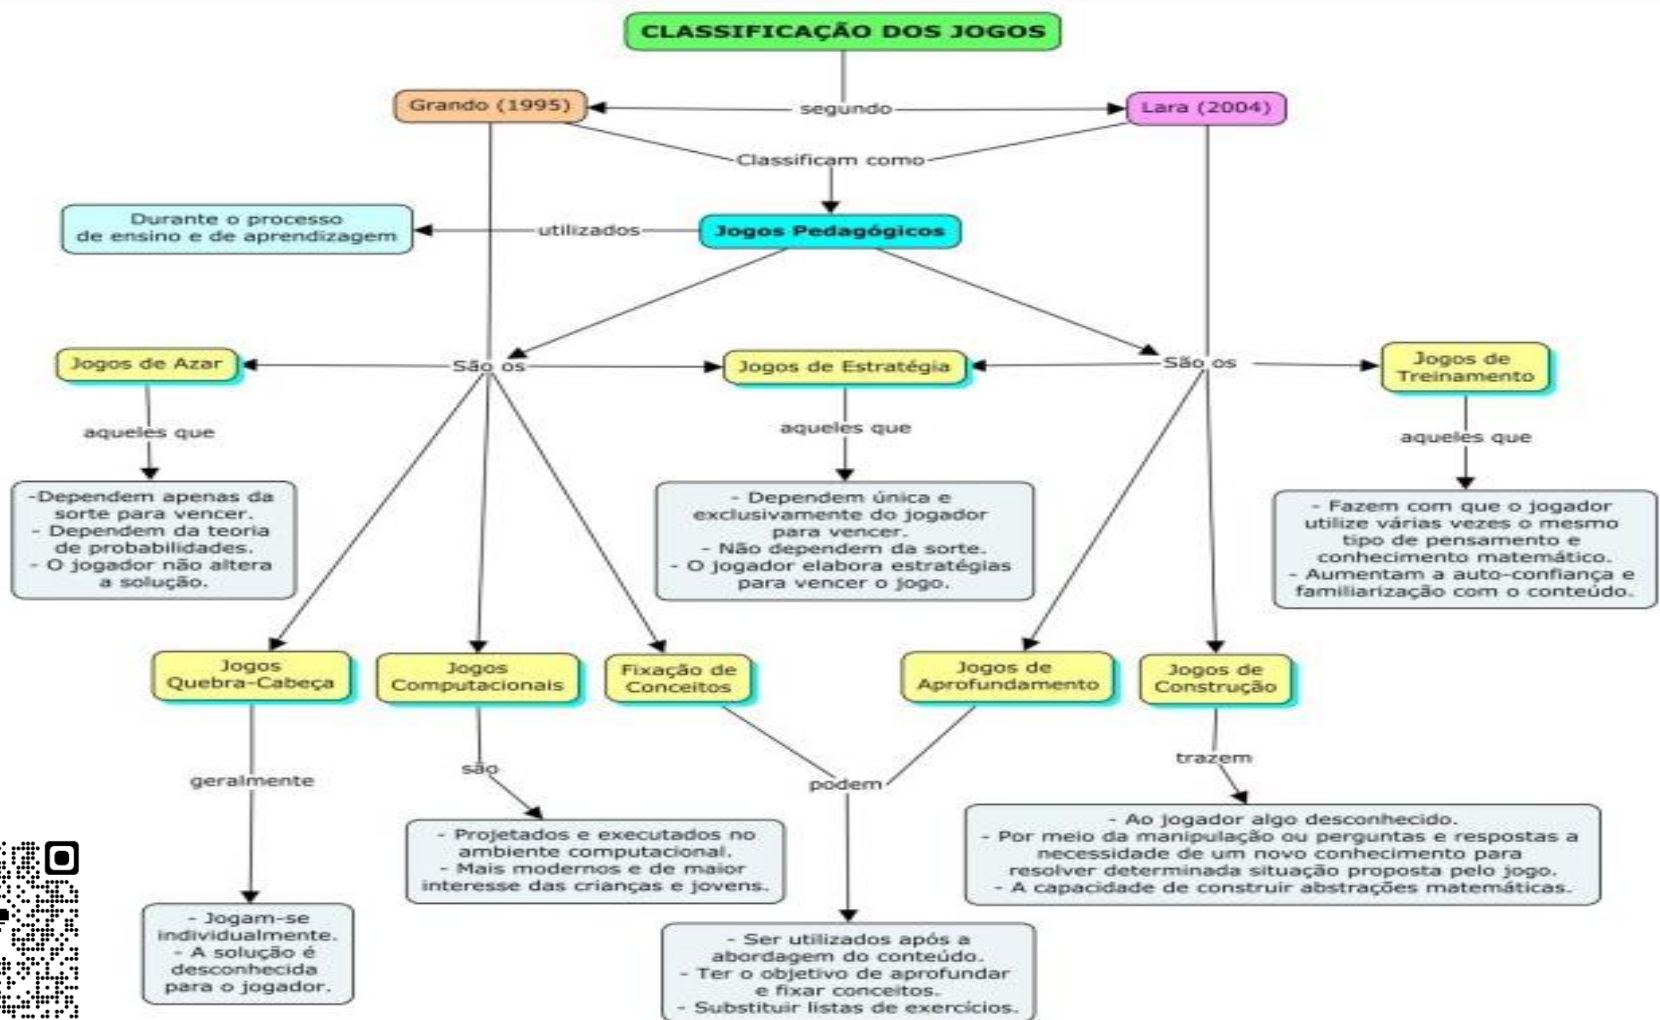 CLASSIFICAÇÃO DOS JOGOS
Grando (1995)
segundo
Lara (2004)
Classificam como
Durante o processo
de ensino e de aprendizagem
utilizados
Jogos Pedagógicos
Jogos de Azar
São os
Jogos de Estratégia
São os
Jogos de
Treinamento
aqueles que
aqueles que
aqueles que
-Dependem apenas da
sorte para vencer.
- Dependem da teoria
de probabilidades.
- O jogador não altera
a solução.
- Dependem única e
exclusivamente do jogador
para vencer.
- Não dependem da sorte.
- O jogador elabora estratégias
para vencer o jogo.
- Fazem com que o jogador
utilize várias vezes o mesmo
tipo de pensamento e
conhecimento matemático.
- Aumentam a auto-confiança e
familiarização com o conteúdo.
Jogos
Quebra-Cabeça
Jogos
Computacionais
Fixação de
Conceitos
Jogos de
Aprofundamento
Jogos de
Construção
geralmente
são
podem
trazem
- Jogam-se
individualmente.
- A solução é
desconhecida
para o jogador.
- Projetados e executados no
ambiente computacional.
- Mais modernos e de maior
interesse das crianças e jovens.
- Ser utilizados após a
abordagem do conteúdo.
- Ter o objetivo de aprofundar
e fixar conceitos.
- Substituir listas de exercícios.
- Ao jogador algo desconhecido.
- Por meio da manipulação ou perguntas e respostas a
necessidade de um novo conhecimento para
resolver determinada situação proposta pelo jogo.
- A capacidade de construir abstrações matemáticas.